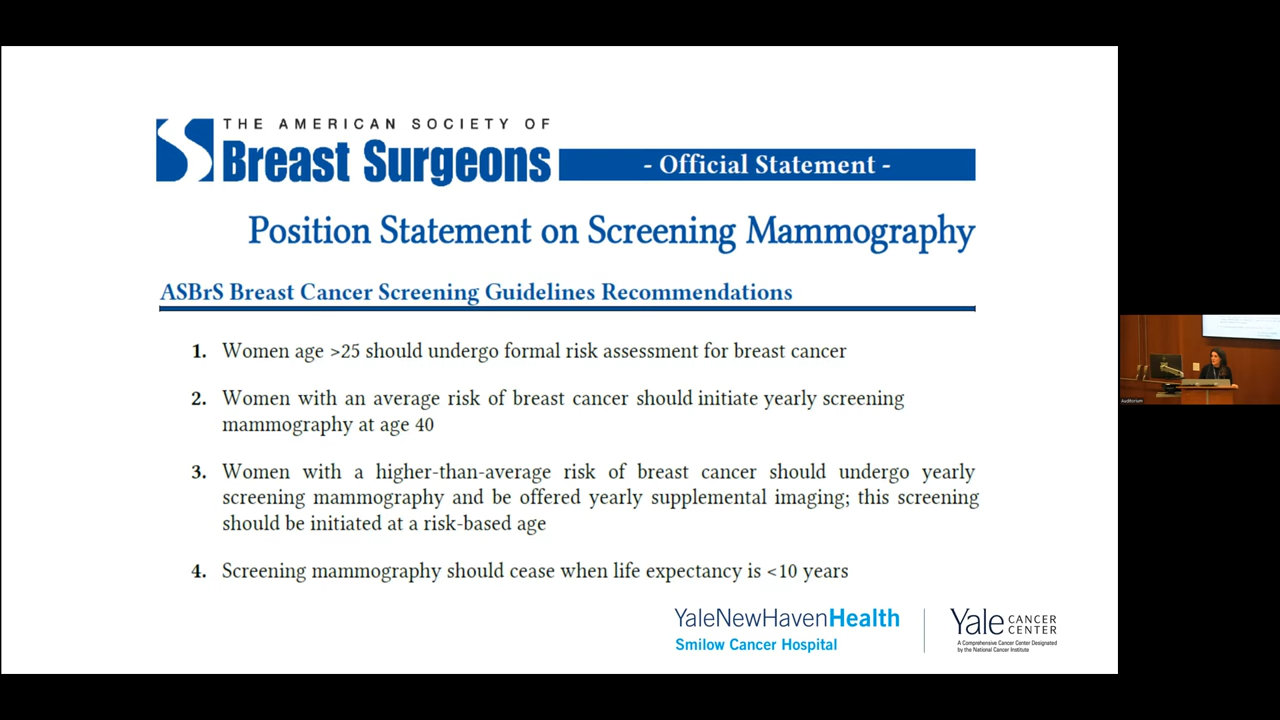 THE AMERICAN SOCIETY OF
Breast Surgeons
- Official Statement -
Position Statement on Screening Mammography
ASBrS Breast Cancer Screening Guidelines Recommendations
1. Women age >25 should undergo formal risk assessment for breast cancer
2. Women with an average risk of breast cancer should initiate yearly screening
mammography at age 40
3. Women with a higher-than-average risk of breast cancer should undergo yearly
screening mammography and be offered yearly supplemental imaging; this screening
should be initiated at a risk-based age
4. Screening mammography should cease when life expectancy is <10 years
YaleNewHavenHealth
Smilow Cancer Hospital
Yale CANCER
CENTER
A Comprehensive Cancer Center Designated
by the National Cancer Institute
Auditorium